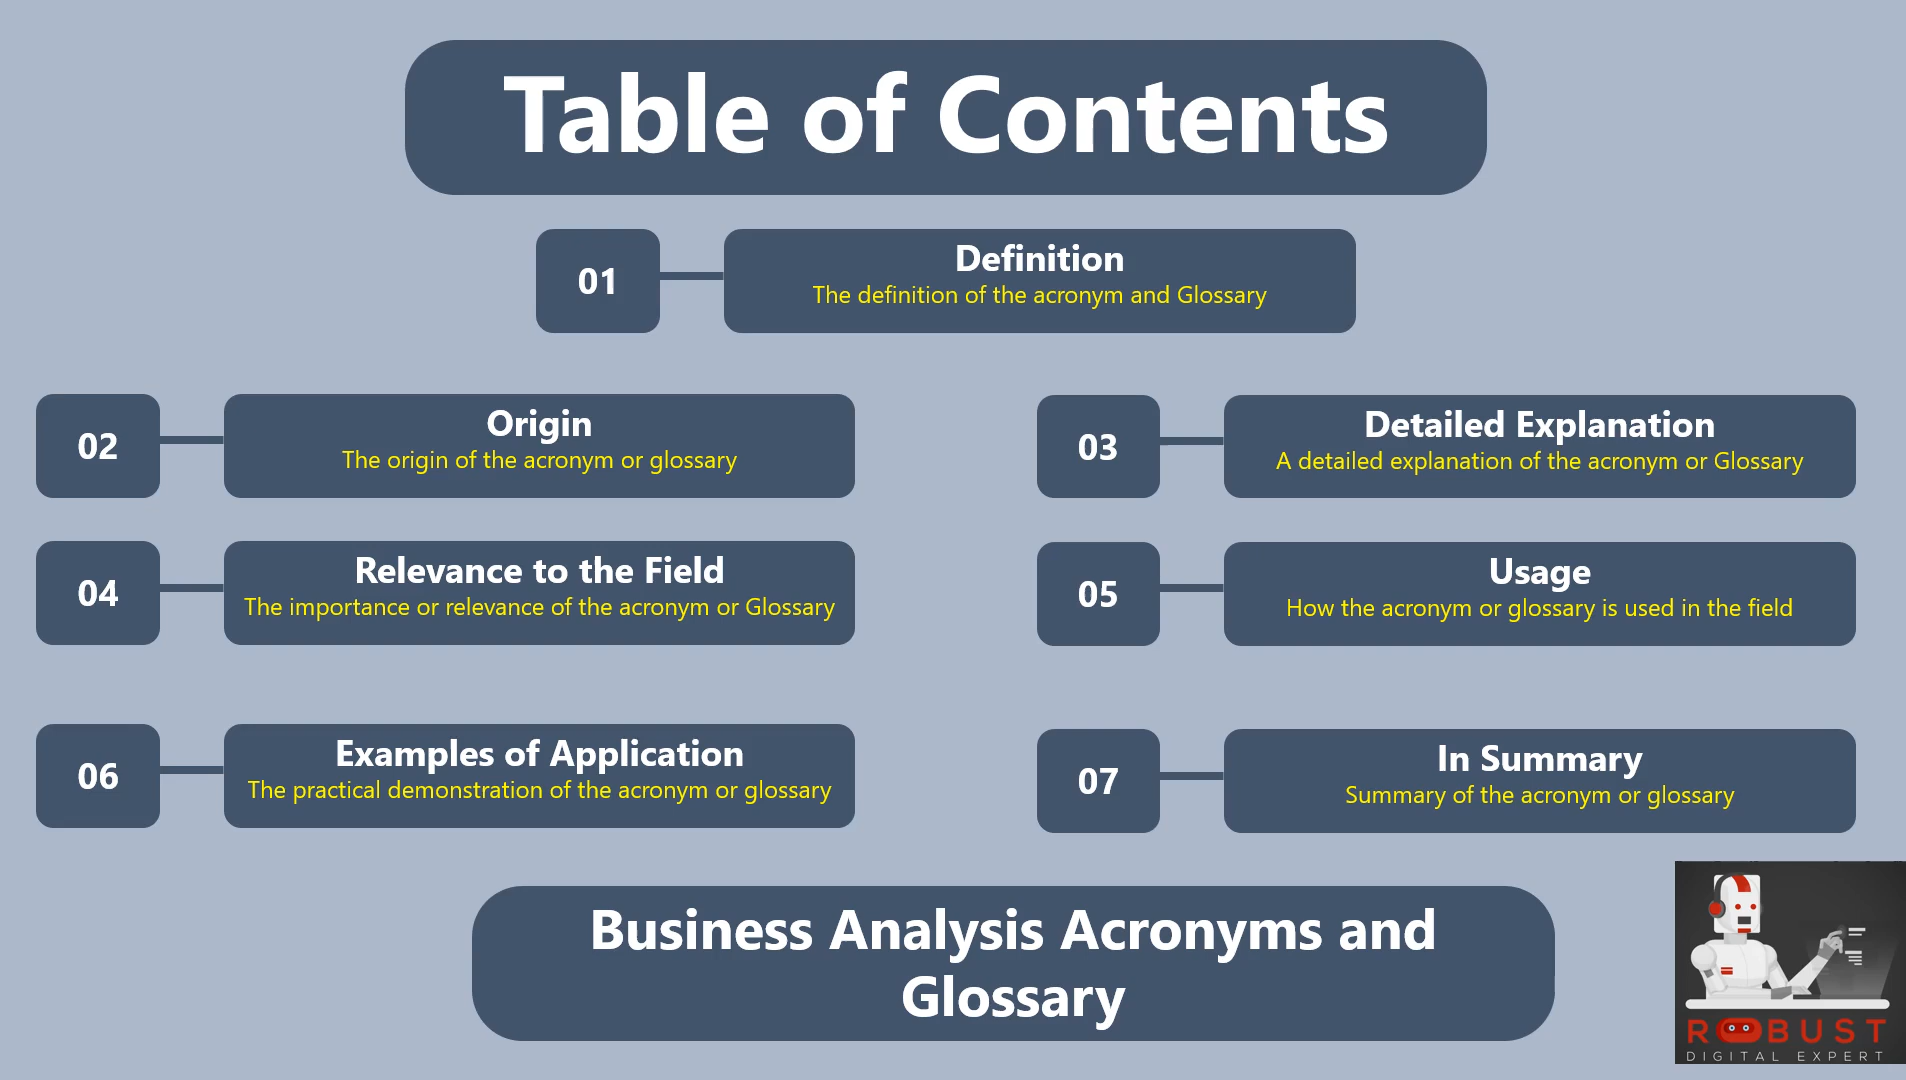 Table of Contents
01
Definition
The definition of the acronym and Glossary
02
Origin
The origin of the acronym or glossary
03
Detailed Explanation
A detailed explanation of the acronym or Glossary
04
Relevance to the Field
The importance or relevance of the acronym or Glossary
05
Usage
How the acronym or glossary is used in the field
06
Examples of Application
The practical demonstration of the acronym or glossary
07
In Summary
Summary of the acronym or glossary
Business Analysis Acronyms and
Glossary
ROBUST
DIGITAL EXPERT